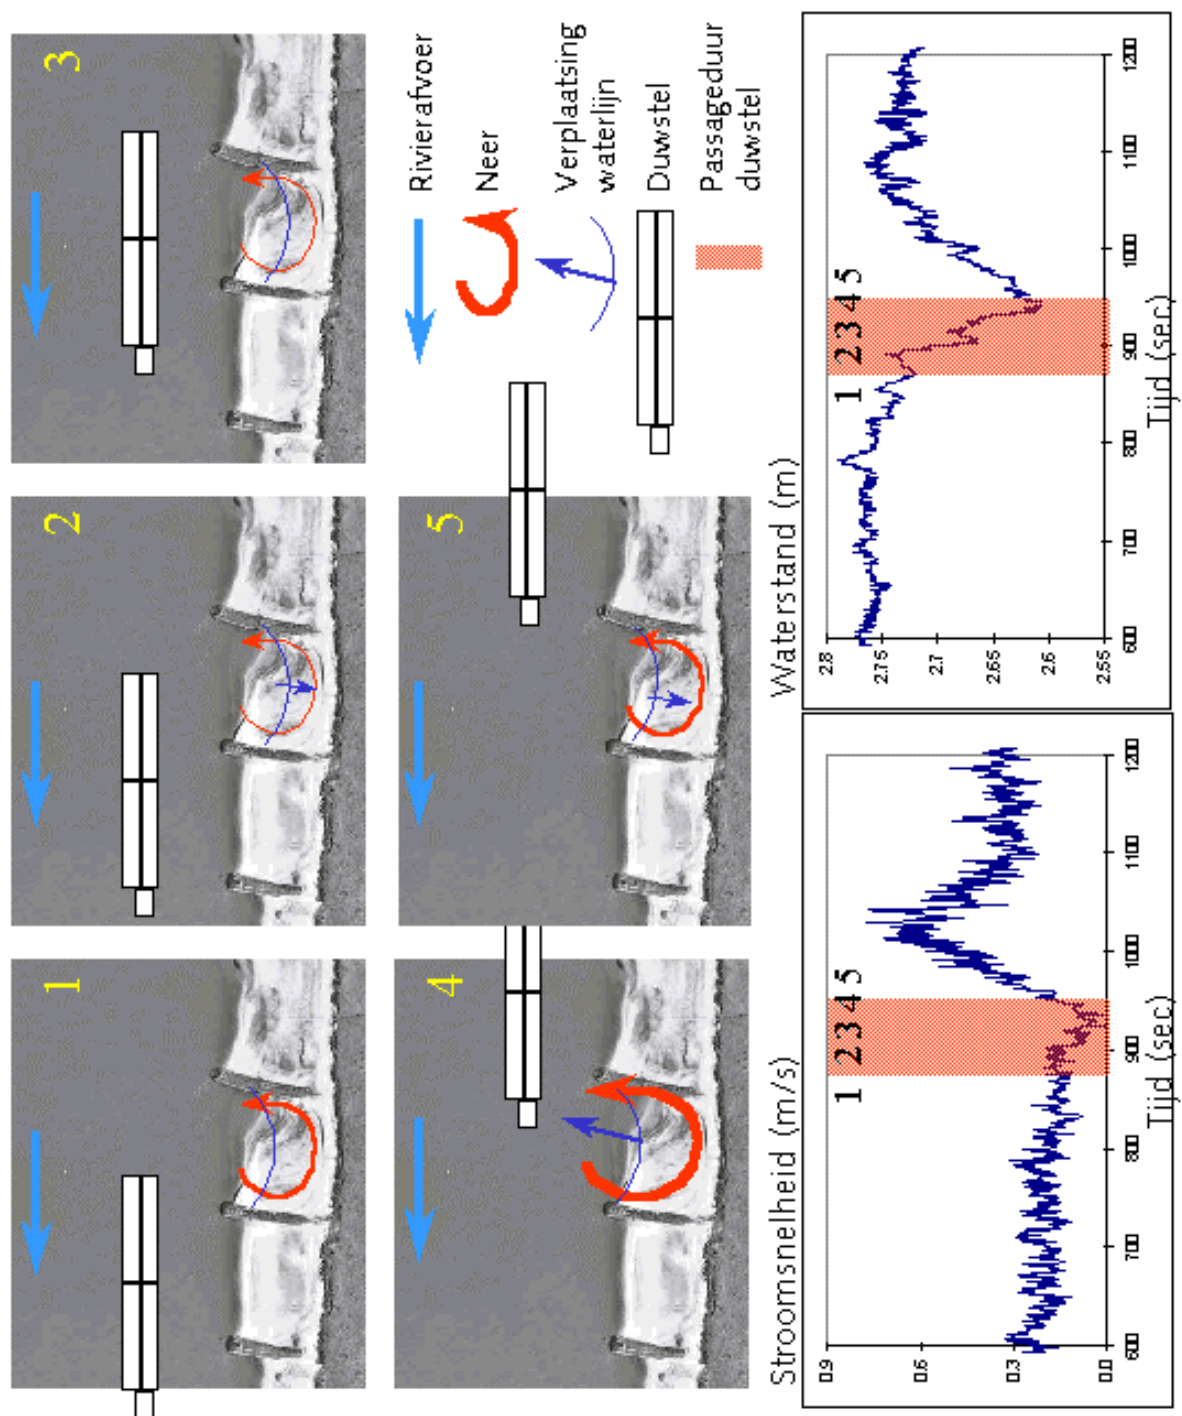 1
2
3
4
5
Rivierafvoer
Neer
Verplaatsing
waterlijn
Duwstel
Passageduur
duwstel
Stroomsnelheid (m/s)
1 2 3 4 5
0.9
0.6
0.3
0.0
600 700 800 900 1000 1100 1200
Tijd (sec)
Waterstand (m)
1 2 3 4 5
2.8
2.75
2.7
2.65
2.6
2.55
600 700 800 900 1000 1100 1200
Tijd (sec)